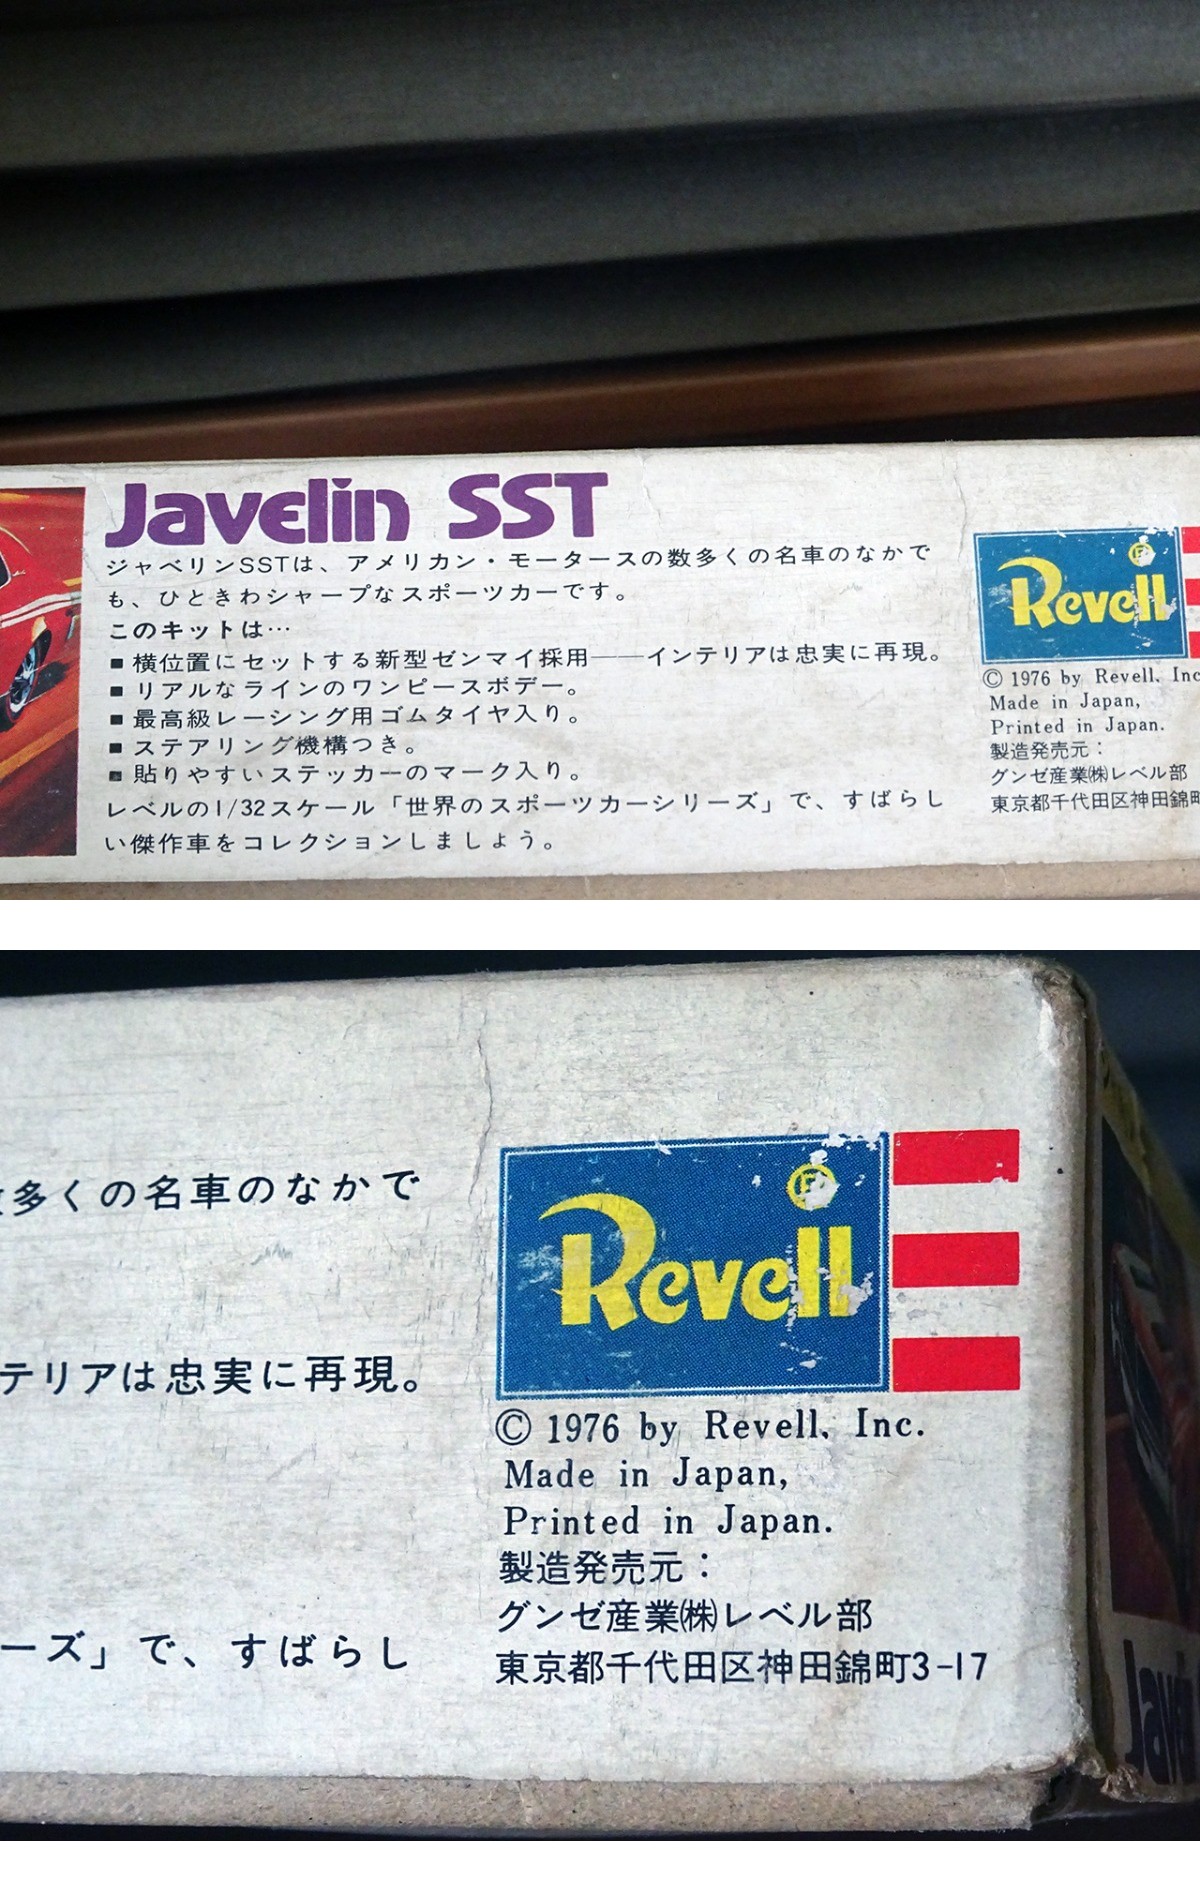 Javelin SST
ジャベリンSSTは、アメリカン・モータースの数多くの名車のなかで
も、ひときわシャープなスポーツカーです。
このキットは…
■横位置にセットする新型ゼンマイ採用──インテリアは忠実に再現。
■リアルなラインのワンピースボデー。
■最高級レーシング用ゴムタイヤ入り。
■ステアリング機構つき。
■貼りやすいステッカーのマーク入り。
レベルの1/32スケール「世界のスポーツカーシリーズ」で、すばらし
い傑作車をコレクションしましょう。
Revell
© 1976 by Revell, Inc
Made in Japan,
Printed in Japan.
製造発売元：
グンゼ産業㈱レベル部
東京都千代田区神田錦町
多くの名車のなかで
テリアは忠実に再現。
ーズ」で、すばらし
Revell
© 1976 by Revell, Inc.
Made in Japan,
Printed in Japan.
製造発売元：
グンゼ産業㈱レベル部
東京都千代田区神田錦町3-17
Jav